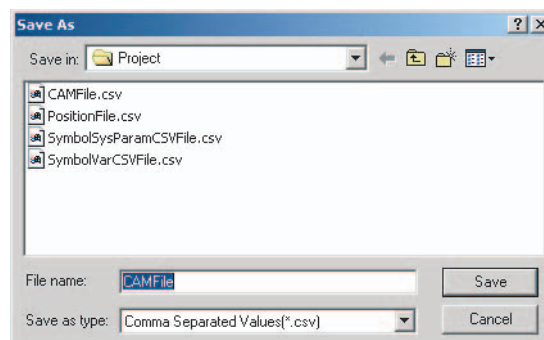 Save As
Save in: Project
CAMFile.csv
PositionFile.csv
SymbolSysParamCSVFile.csv
SymbolVarCSVFile.csv
File name: CAMFile Save
Save as type: Comma Separated Values(*.csv) Cancel